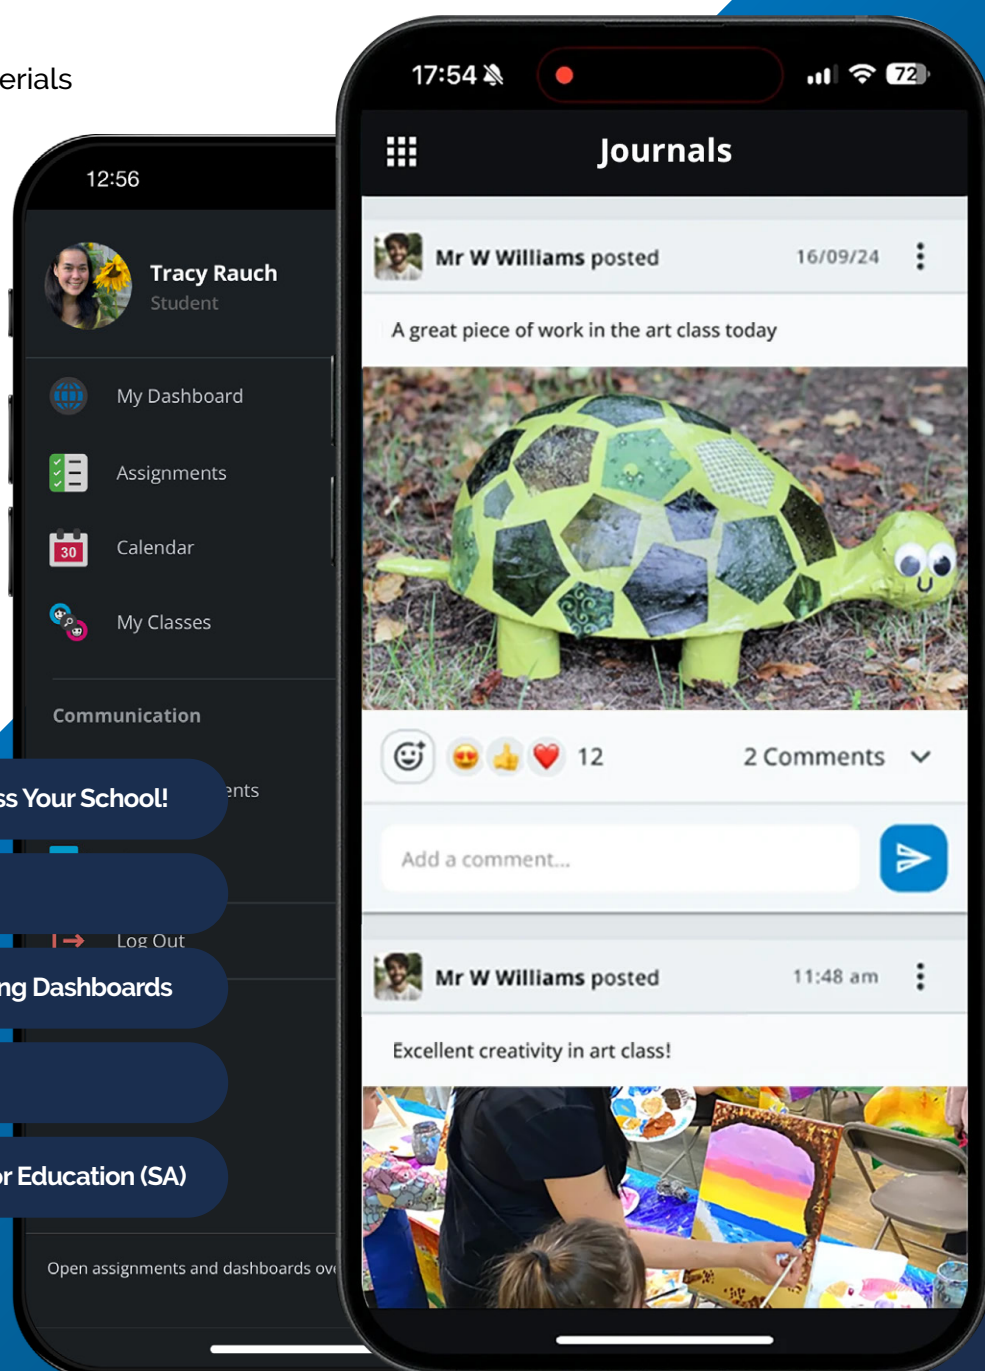 erials
12:56
Tracy Rauch
Student
My Dashboard
Assignments
30
Calendar
My Classes
Communication
ents
ss Your School!
Log Out
ng Dashboards
or Education (SA)
Open assignments and dashboards ove
17:54
72
Journals
Mr W Williams posted
16/09/24
A great piece of work in the art class today
12
2 Comments
Add a comment...
Mr W Williams posted
11:48 am
Excellent creativity in art class!